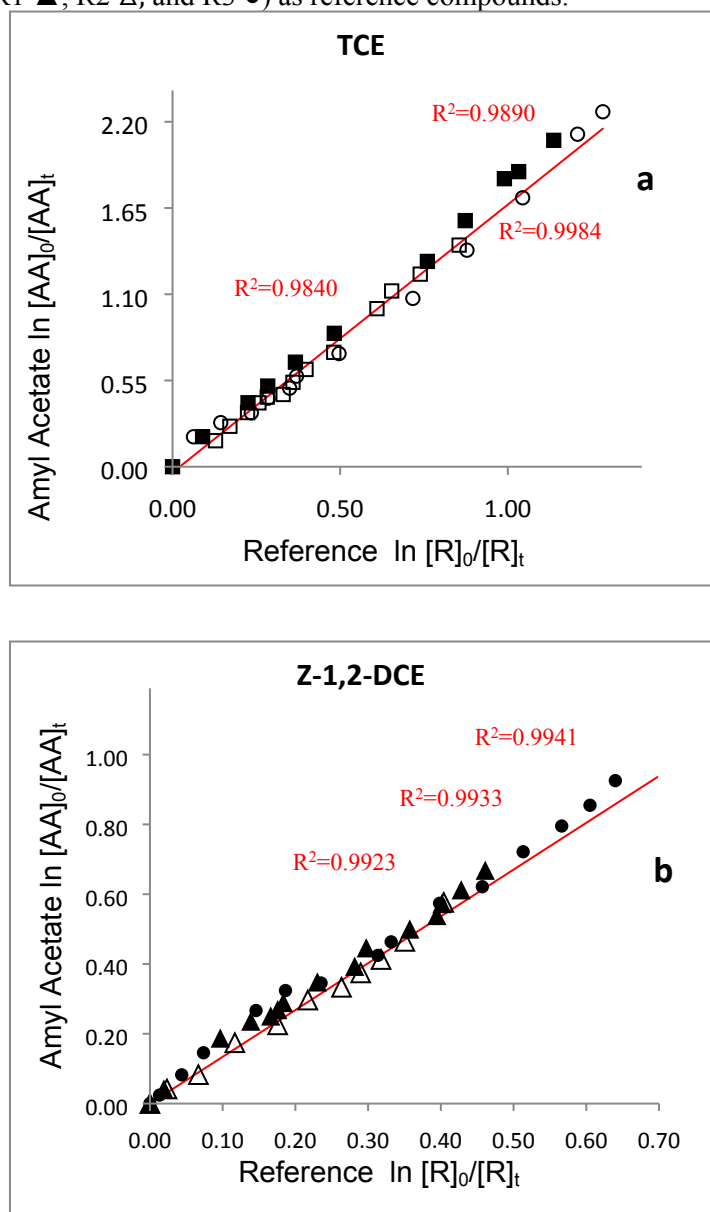 R1 ▲, R2 Δ, and R3 ●) as reference compounds.
TCE
R²=0.9890
2.20
a
1.65
R²=0.9984
1.10
R²=0.9840
0.55
0.00
Amyl Acetate ln [AA]₀/[AA]ₜ
0.00 0.50 1.00
Reference ln [R]₀/[R]ₜ
Z-1,2-DCE
R²=0.9941
1.00
R²=0.9933
0.80
R²=0.9923
b
0.60
0.40
0.20
0.00
Amyl Acetate ln [AA]₀/[AA]ₜ
0.00 0.10 0.20 0.30 0.40 0.50 0.60 0.70
Reference ln [R]₀/[R]ₜ